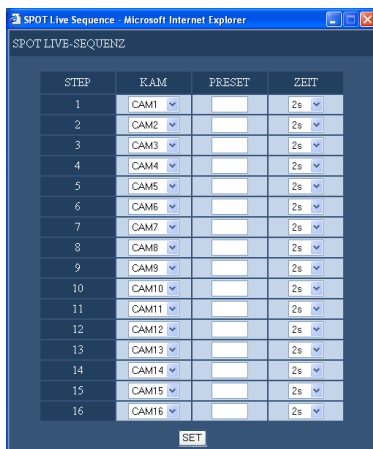 SPOT Live Sequence - Microsoft Internet Explorer
SPOT LIVE-SEQUENZ
STEP KAM PRESET ZEIT
1 CAM1 2s
2 CAM2 2s
3 CAM3 2s
4 CAM4 2s
5 CAM5 2s
6 CAM6 2s
7 CAM7 2s
8 CAM8 2s
9 CAM9 2s
10 CAM10 2s
11 CAM11 2s
12 CAM12 2s
13 CAM13 2s
14 CAM14 2s
15 CAM15 2s
16 CAM16 2s
SET